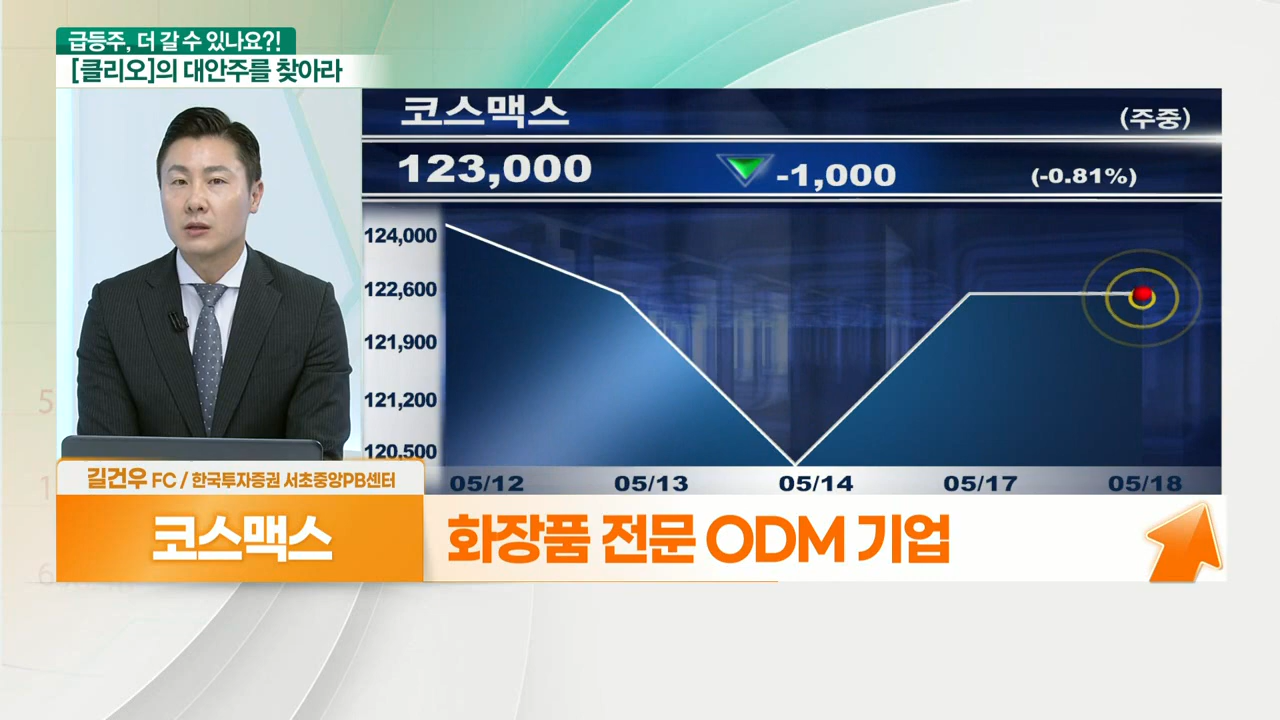 급등주, 더 갈 수 있나요?!
[클리오]의 대안주를 찾아라
코스맥스
(주중)
123,000 -1,000 (-0.81%)
124,000
122,600
121,900
121,200
120,500
05/12 05/13 05/14 05/17 05/18
길건우 FC / 한국투자증권 서초중앙PB센터
코스맥스
화장품 전문 ODM 기업